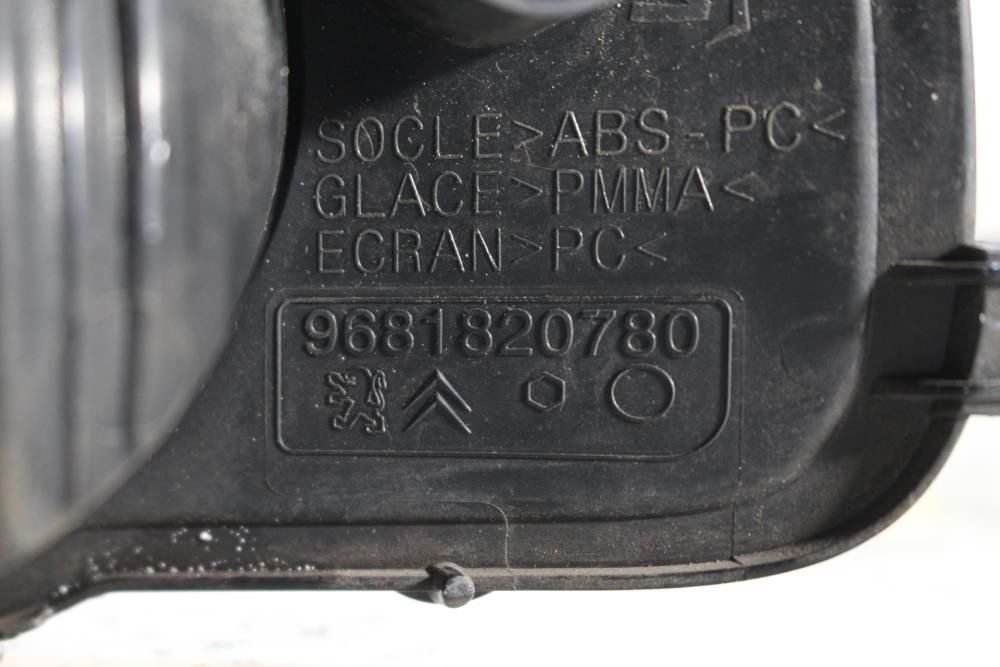 SOCLE>ABS-PC<
GLACE>PMMA<
ECRAN>PC<
9681820780